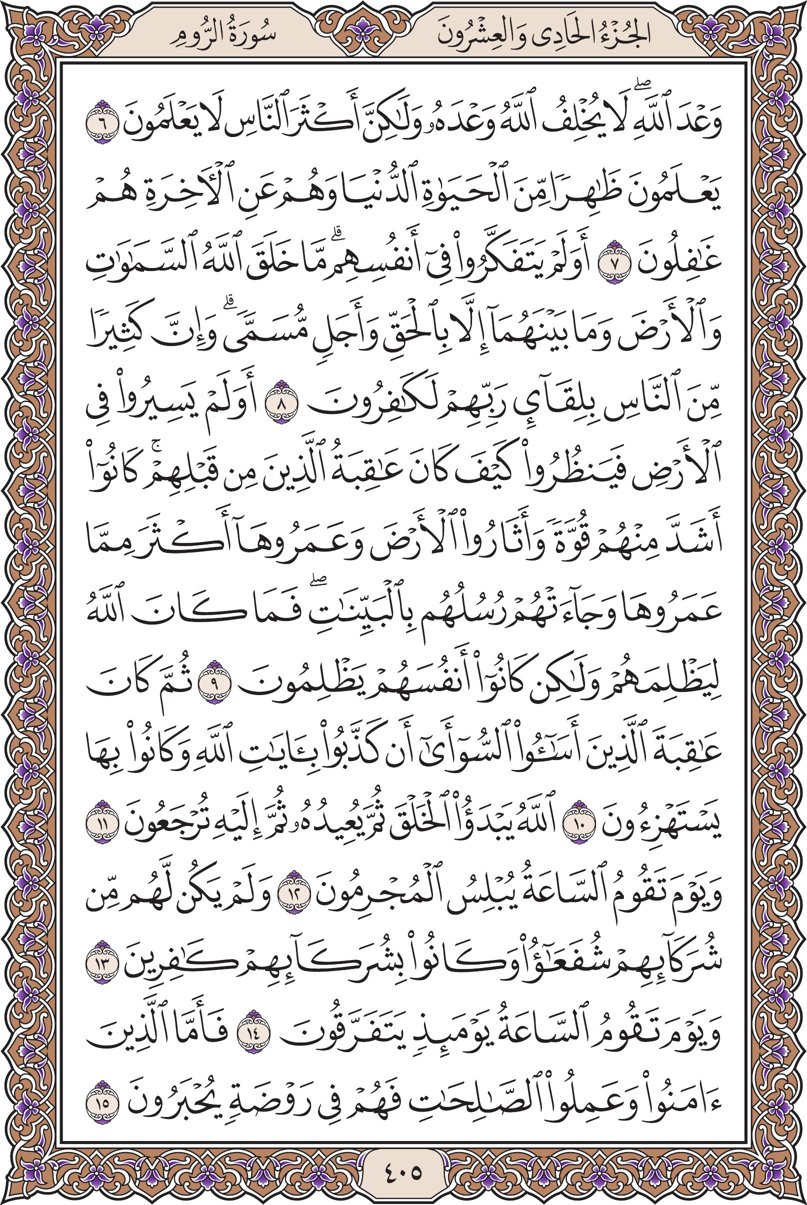 الجُزْءُ الحَادِى وَالعِشْرُونَ
سُورَةُ الرُّومِ
وَعْدَ ٱللَّهِۖ لَا يُخْلِفُ ٱللَّهُ وَعْدَهُۥ وَلَٰكِنَّ أَكْثَرَ ٱلنَّاسِ لَا يَعْلَمُونَ ٦
يَعْلَمُونَ ظَٰهِرًا مِّنَ ٱلْحَيَوٰةِ ٱلدُّنْيَا وَهُمْ عَنِ ٱلْأٓخِرَةِ هُمْ
غَٰفِلُونَ ٧ أَوَلَمْ يَتَفَكَّرُوا۟ فِىٓ أَنفُسِهِمۗ مَّا خَلَقَ ٱللَّهُ ٱلسَّمَٰوَٰتِ
وَٱلْأَرْضَ وَمَا بَيْنَهُمَآ إِلَّا بِٱلْحَقِّ وَأَجَلٍ مُّسَمًّىۗ وَإِنَّ كَثِيرًا
مِّنَ ٱلنَّاسِ بِلِقَآئِ رَبِّهِمْ لَكَٰفِرُونَ ٨ أَوَلَمْ يَسِيرُوا۟ فِى
ٱلْأَرْضِ فَيَنظُرُوا۟ كَيْفَ كَانَ عَٰقِبَةُ ٱلَّذِينَ مِن قَبْلِهِمْۚ كَانُوٓا۟
أَشَدَّ مِنْهُمْ قُوَّةً وَأَثَارُوا۟ ٱلْأَرْضَ وَعَمَرُوهَآ أَكْثَرَ مِمَّا
عَمَرُوهَا وَجَآءَتْهُمْ رُسُلُهُم بِٱلْبَيِّنَٰتِۖ فَمَا كَانَ ٱللَّهُ
لِيَظْلِمَهُمْ وَلَٰكِن كَانُوٓا۟ أَنفُسَهُمْ يَظْلِمُونَ ٩ ثُمَّ كَانَ
عَٰقِبَةَ ٱلَّذِينَ أَسَٰٓـُٔوا۟ ٱلسُّوٓأَىٰٓ أَن كَذَّبُوا۟ بِـَٔايَٰتِ ٱللَّهِ وَكَانُوا۟ بِهَا
يَسْتَهْزِءُونَ ١٠ ٱللَّهُ يَبْدَؤُا۟ ٱلْخَلْقَ ثُمَّ يُعِيدُهُۥ ثُمَّ إِلَيْهِ تُرْجَعُونَ ١١
وَيَوْمَ تَقُومُ ٱلسَّاعَةُ يُبْلِسُ ٱلْمُجْرِمُونَ ١٢ وَلَمْ يَكُن لَّهُم مِّن
شُرَكَآئِهِمْ شُفَعَٰٓؤُا۟ وَكَانُوا۟ بِشُرَكَآئِهِمْ كَٰفِرِينَ ١٣
وَيَوْمَ تَقُومُ ٱلسَّاعَةُ يَوْمَئِذٍ يَتَفَرَّقُونَ ١٤ فَأَمَّا ٱلَّذِينَ
ءَامَنُوا۟ وَعَمِلُوا۟ ٱلصَّٰلِحَٰتِ فَهُمْ فِى رَوْضَةٍ يُحْبَرُونَ ١٥
٤٠٥